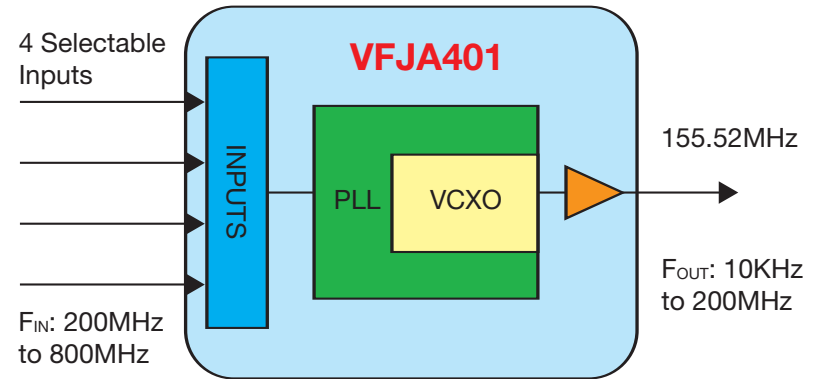 4 Selectable
Inputs
VFJA401
INPUTS
PLL
VCXO
155.52MHz
FOUT: 10KHz
to 200MHz
FIN: 200MHz
to 800MHz